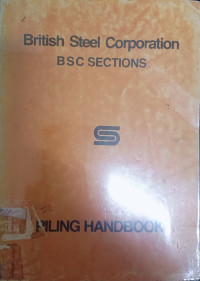 British Steel Corporation
BSC SECTIONS
PILING HANDBOOK